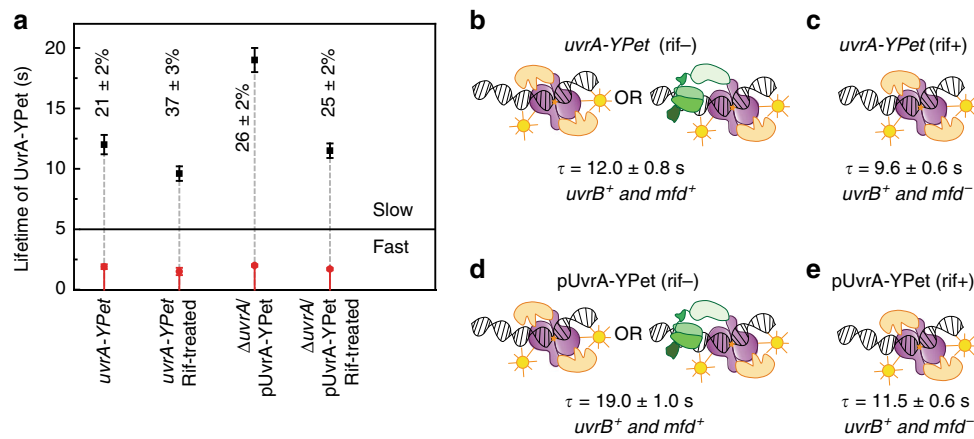 a
Lifetime of UvrA-YPet (s)
20
15
10
5
0
21 ± 2%
37 ± 3%
26 ± 2%
25 ± 2%
Slow
Fast
uvrA-YPet
uvrA-YPet
Rif-treated
ΔuvrA/
pUvrA-YPet
ΔuvrA/
pUvrA-YPet
Rif-treated
b
uvrA-YPet (rif–)
OR
τ = 12.0 ± 0.8 s
uvrB⁺ and mfd⁺
c
uvrA-YPet (rif+)
τ = 9.6 ± 0.6 s
uvrB⁺ and mfd⁻
d
pUvrA-YPet (rif–)
OR
τ = 19.0 ± 1.0 s
uvrB⁺ and mfd⁺
e
pUvrA-YPet (rif+)
τ = 11.5 ± 0.6 s
uvrB⁺ and mfd⁻